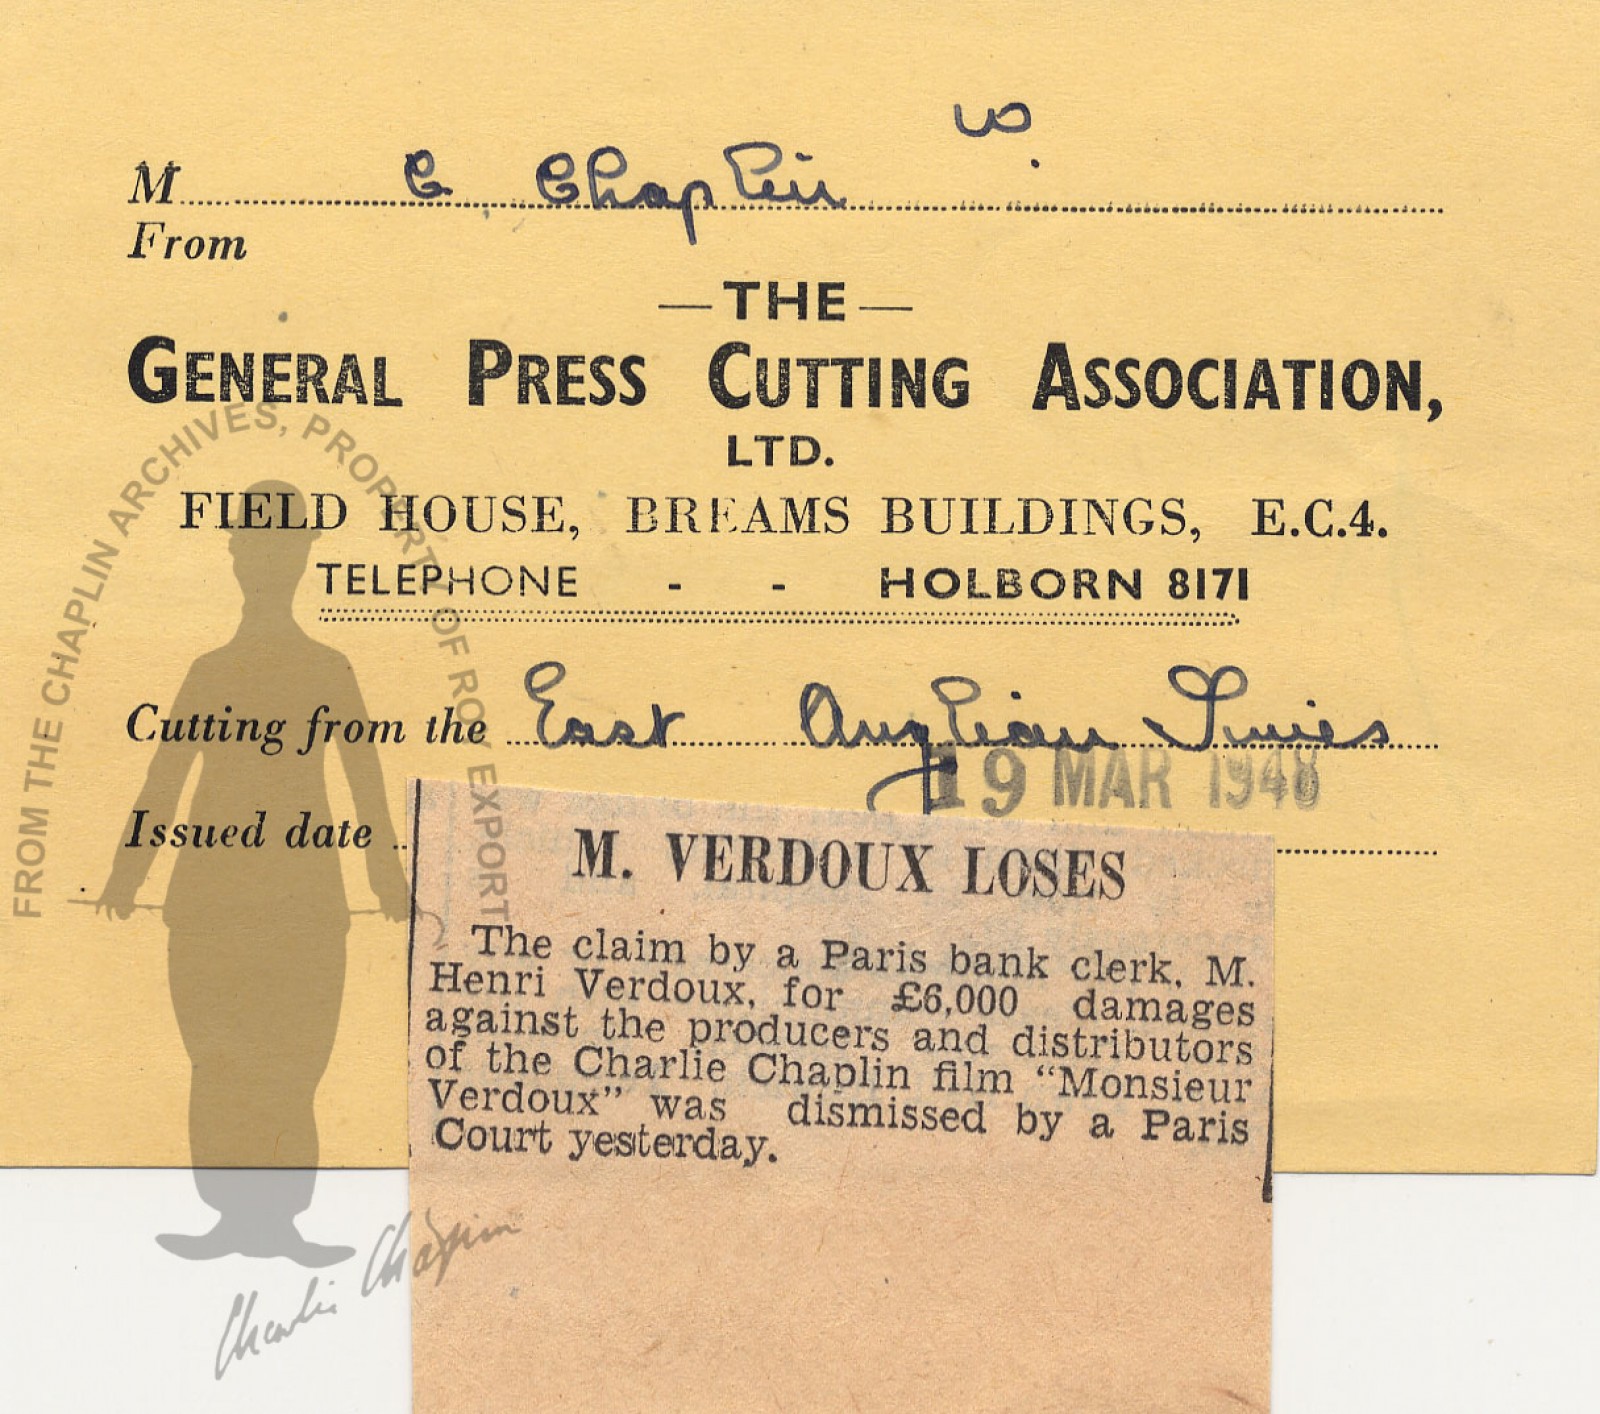 M C Chaplin
From
— THE —
GENERAL PRESS CUTTING ASSOCIATION,
LTD.
FIELD HOUSE, BREAMS BUILDINGS, E.C.4.
TELEPHONE - - HOLBORN 8171
Cutting from the East Anglian Times
19 MAR 1948
Issued date
M. VERDOUX LOSES
The claim by a Paris bank clerk, M.
Henri Verdoux, for £6,000 damages
against the producers and distributors
of the Charlie Chaplin film “Monsieur
Verdoux” was dismissed by a Paris
Court yesterday.
FROM THE CHAPLIN ARCHIVES, PROPERTY OF ROY EXPORT
Charlie Chaplin